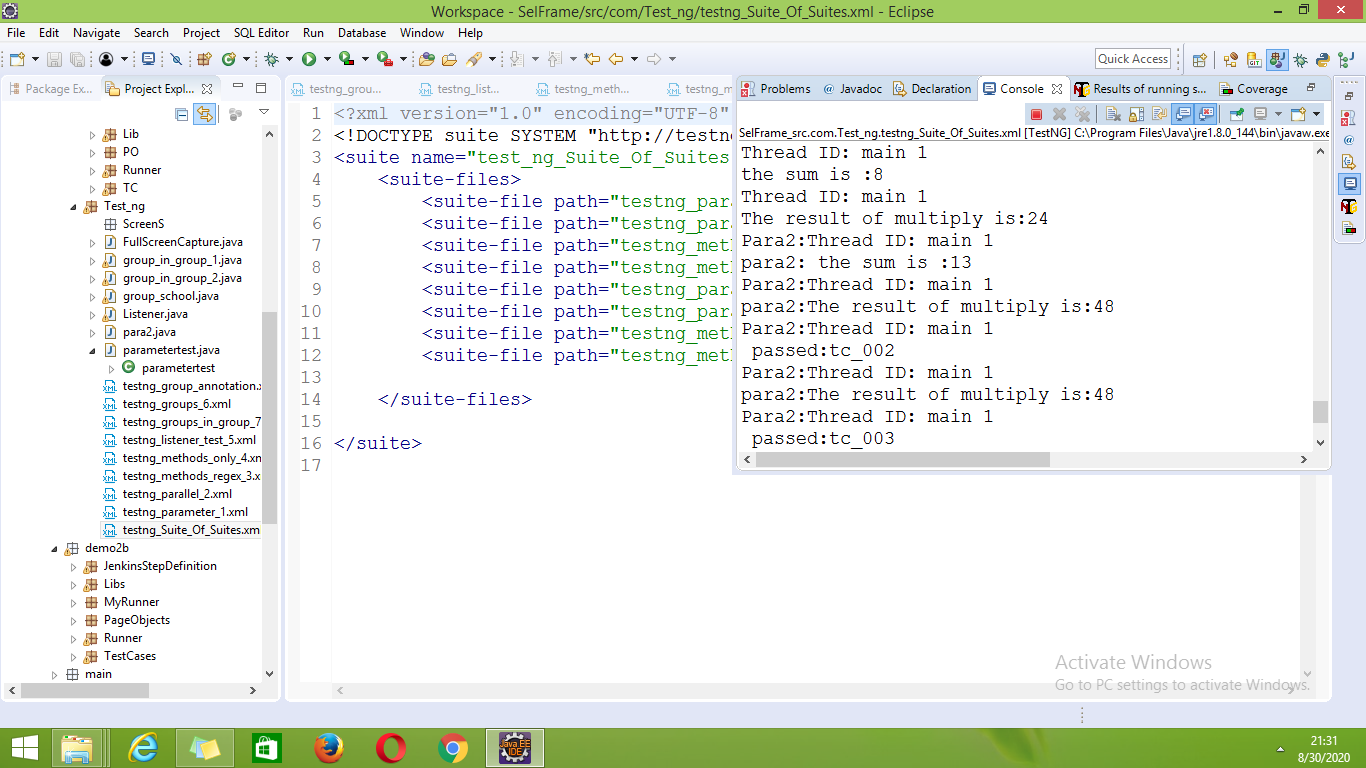 Workspace - SelFrame/src/com/Test_ng/testng_Suite_Of_Suites.xml - Eclipse
File Edit Navigate Search Project SQL Editor Run Database Window Help
Quick Access
Package Ex...
Project Expl...
Lib
PO
Runner
TC
Test_ng
ScreenS
FullScreenCapture.java
group_in_group_1.java
group_in_group_2.java
group_school.java
Listener.java
para2.java
parametertest.java
parametertest
testng_group_annotation.x
testng_groups_6.xml
testng_groups_in_group_7
testng_listener_test_5.xml
testng_methods_only_4.xn
testng_methods_regex_3.x
testng_parallel_2.xml
testng_parameter_1.xml
testng_Suite_Of_Suites.xm
demo2b
JenkinsStepDefinition
Libs
MyRunner
PageObjects
Runner
TestCases
main
testng_grou...
testng_list...
testng_meth...
testng_m
1 <?xml version="1.0" encoding="UTF-8"
2 <!DOCTYPE suite SYSTEM "http://testn
3 <suite name="test_ng_Suite_Of_Suites
4 <suite-files>
5 <suite-file path="testng_par
6 <suite-file path="testng_par
7 <suite-file path="testng_met
8 <suite-file path="testng_met
9 <suite-file path="testng_par
10 <suite-file path="testng_par
11 <suite-file path="testng_met
12 <suite-file path="testng_met
13
14 </suite-files>
15
16 </suite>
17
Problems @ Javadoc Declaration Console Results of running s... Coverage
SelFrame_src.com.Test_ng.testng_Suite_Of_Suites.xml [TestNG] C:\Program Files\Java\jre1.8.0_144\bin\javaw.exe
Thread ID: main 1
the sum is :8
Thread ID: main 1
The result of multiply is:24
Para2:Thread ID: main 1
para2: the sum is :13
Para2:Thread ID: main 1
para2:The result of multiply is:48
Para2:Thread ID: main 1
passed:tc_002
Para2:Thread ID: main 1
para2:The result of multiply is:48
Para2:Thread ID: main 1
passed:tc_003
Activate Windows
Go to PC settings to activate Windows.
Java EE
IDE
21:31
8/30/2020